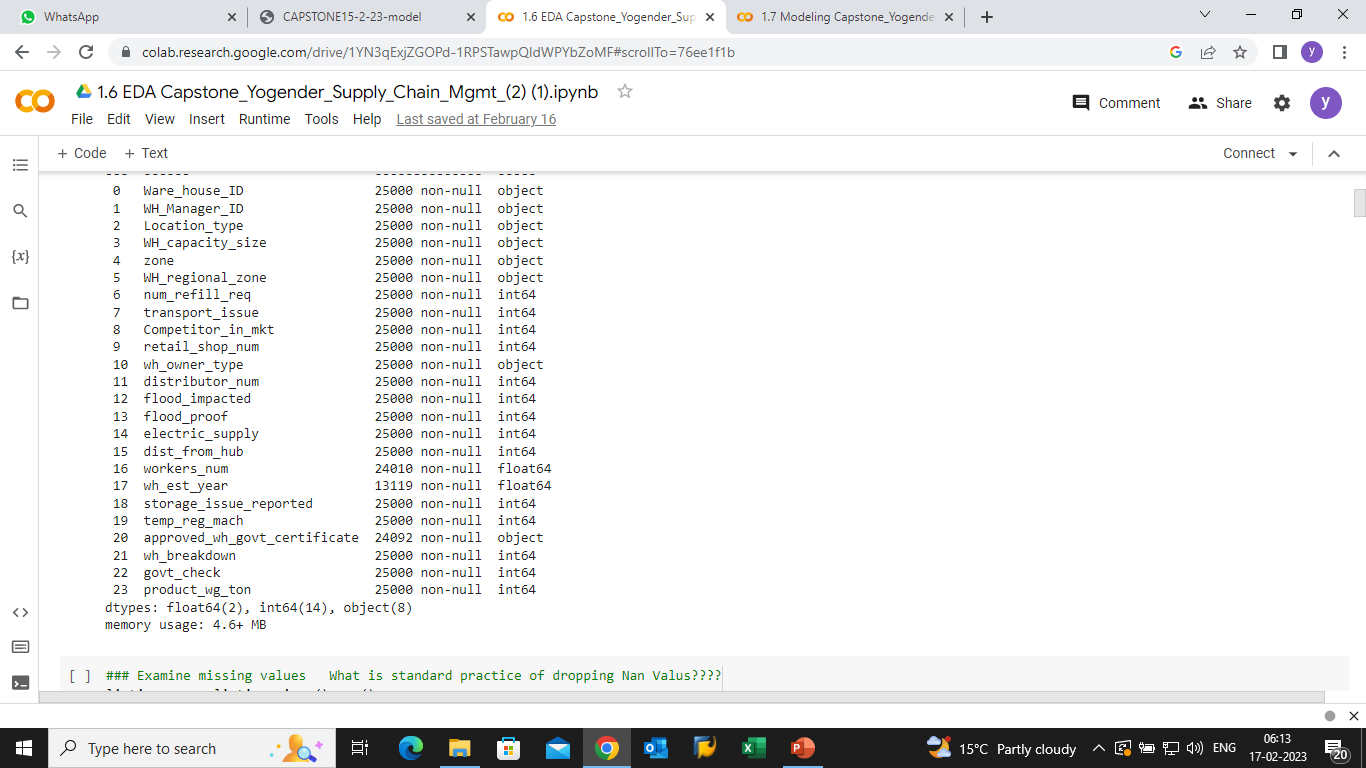 WhatsApp
CAPSTONE15-2-23-model
1.6 EDA Capstone_Yogender_Sup
1.7 Modeling Capstone_Yogende
colab.research.google.com/drive/1YN3qExjZGOPd-1RPSTawpQIdWPYbZoMF#scrollTo=76ee1f1b
y
1.6 EDA Capstone_Yogender_Supply_Chain_Mgmt_(2) (1).ipynb
Comment
Share
y
File Edit View Insert Runtime Tools Help Last saved at February 16
+ Code + Text
Connect
0 Ware_house_ID 25000 non-null object
1 WH_Manager_ID 25000 non-null object
2 Location_type 25000 non-null object
3 WH_capacity_size 25000 non-null object
4 zone 25000 non-null object
5 WH_regional_zone 25000 non-null object
6 num_refill_req 25000 non-null int64
7 transport_issue 25000 non-null int64
8 Competitor_in_mkt 25000 non-null int64
9 retail_shop_num 25000 non-null int64
10 wh_owner_type 25000 non-null object
11 distributor_num 25000 non-null int64
12 flood_impacted 25000 non-null int64
13 flood_proof 25000 non-null int64
14 electric_supply 25000 non-null int64
15 dist_from_hub 25000 non-null int64
16 workers_num 24010 non-null float64
17 wh_est_year 13119 non-null float64
18 storage_issue_reported 25000 non-null int64
19 temp_reg_mach 25000 non-null int64
20 approved_wh_govt_certificate 24092 non-null object
21 wh_breakdown 25000 non-null int64
22 govt_check 25000 non-null int64
23 product_wg_ton 25000 non-null int64
dtypes: float64(2), int64(14), object(8)
memory usage: 4.6+ MB
[ ] ### Examine missing values What is standard practice of dropping Nan Valus????
Type here to search
15°C Partly cloudy
ENG
06:13
17-02-2023
20